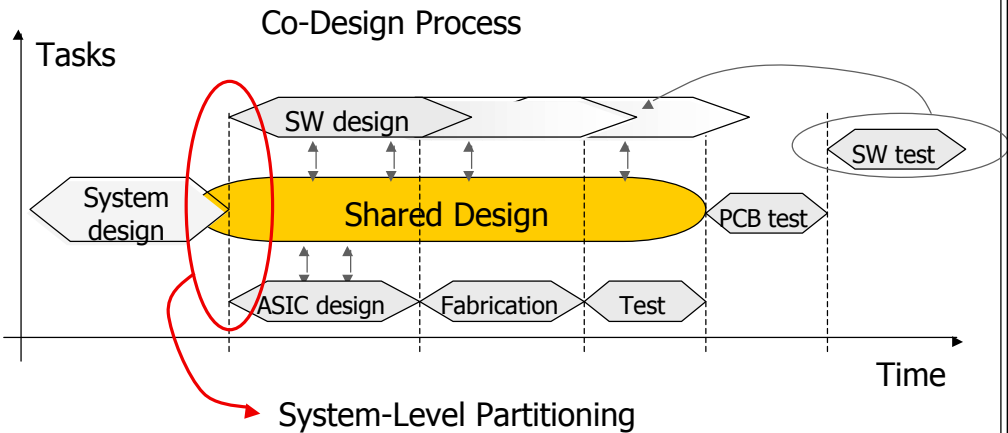 Co-Design Process
Tasks
SW design
SW test
System
design
Shared Design
PCB test
ASIC design
Fabrication
Test
Time
System-Level Partitioning